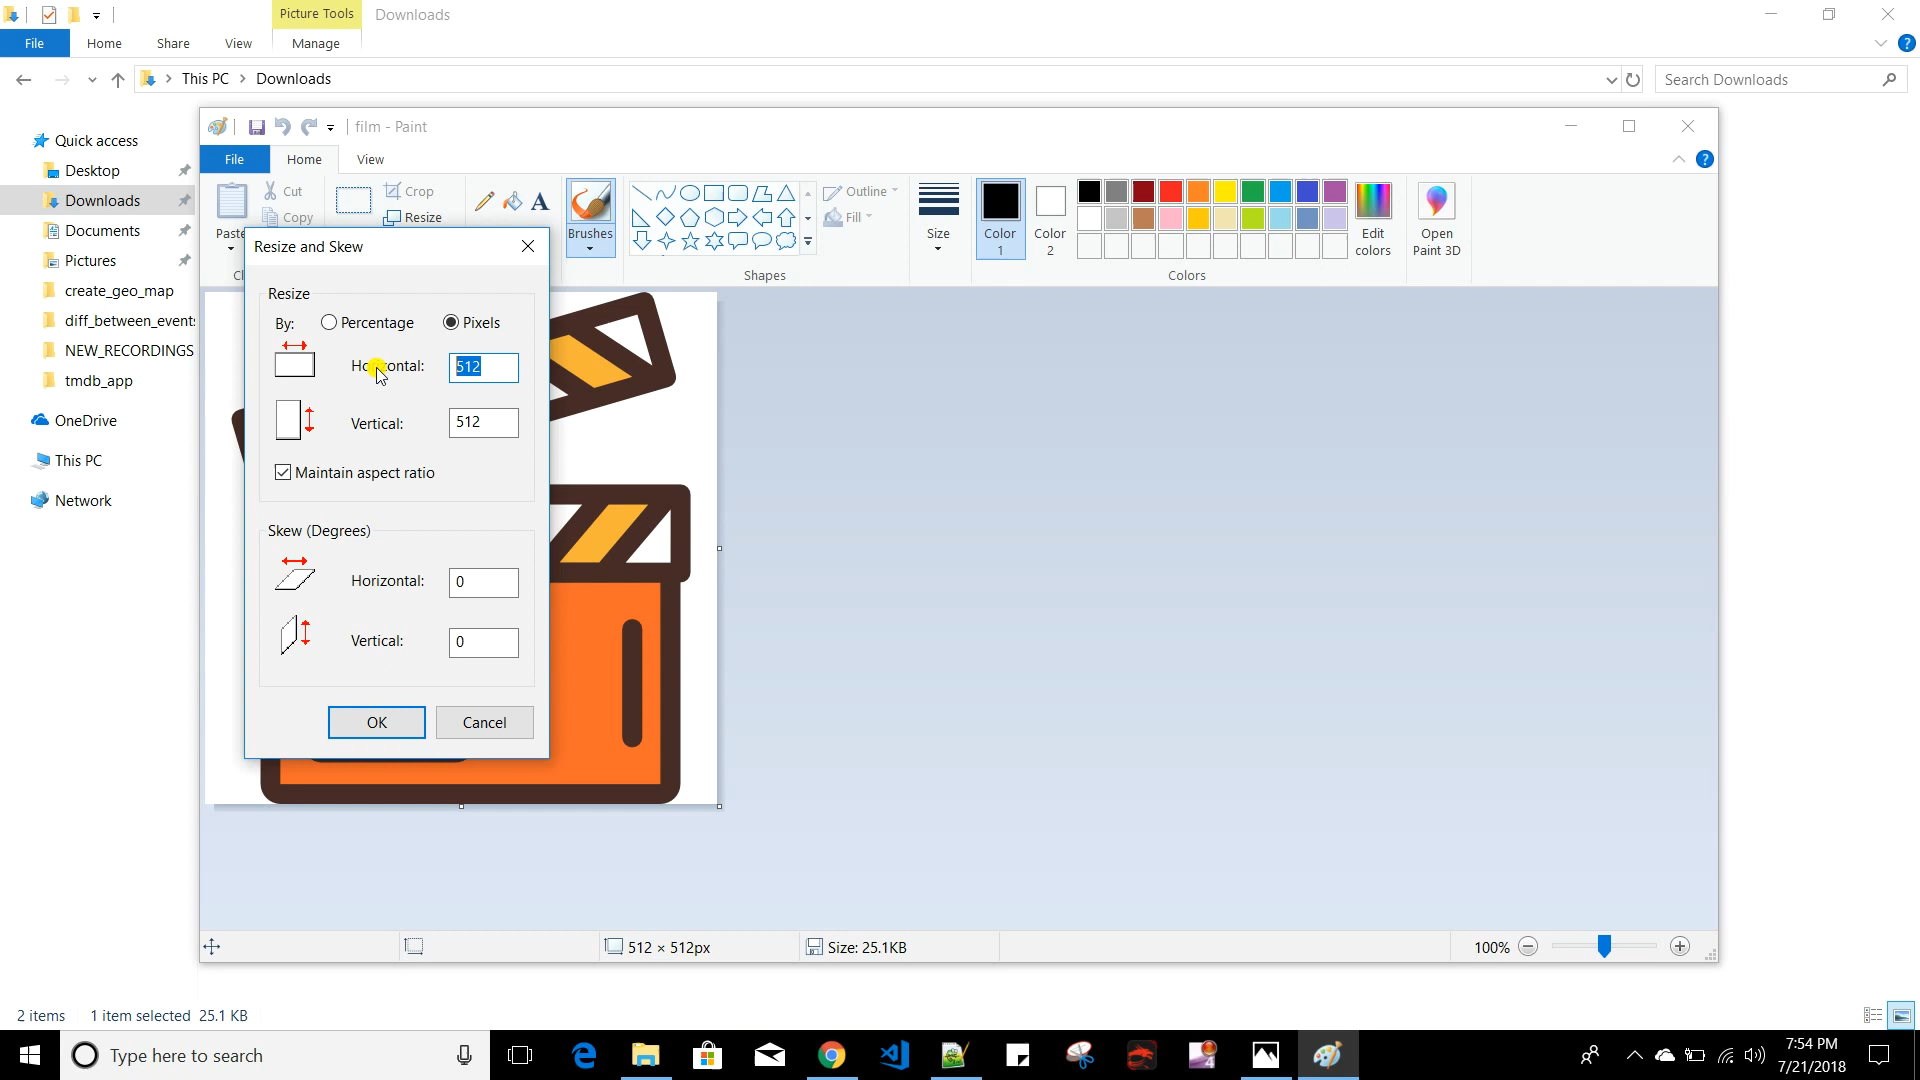 Picture Tools Downloads
File Home Share View Manage
This PC Downloads Search Downloads
Quick access
Desktop
Downloads
Documents
Pictures
create_geo_map
diff_between_events
NEW_RECORDINGS
tmdb_app
OneDrive
This PC
Network
film - Paint
File Home View
Paste
Cut
Copy
Crop
Resize
A
Brushes
Shapes
Outline
Fill
Size
Color 1
Color 2
Colors
Edit colors
Open Paint 3D
Resize and Skew
Resize
By: Percentage Pixels
Horizontal: 512
Vertical: 512
Maintain aspect ratio
Skew (Degrees)
Horizontal: 0
Vertical: 0
OK Cancel
512 × 512px Size: 25.1KB 100%
2 items 1 item selected 25.1 KB
Type here to search
7:54 PM
7/21/2018